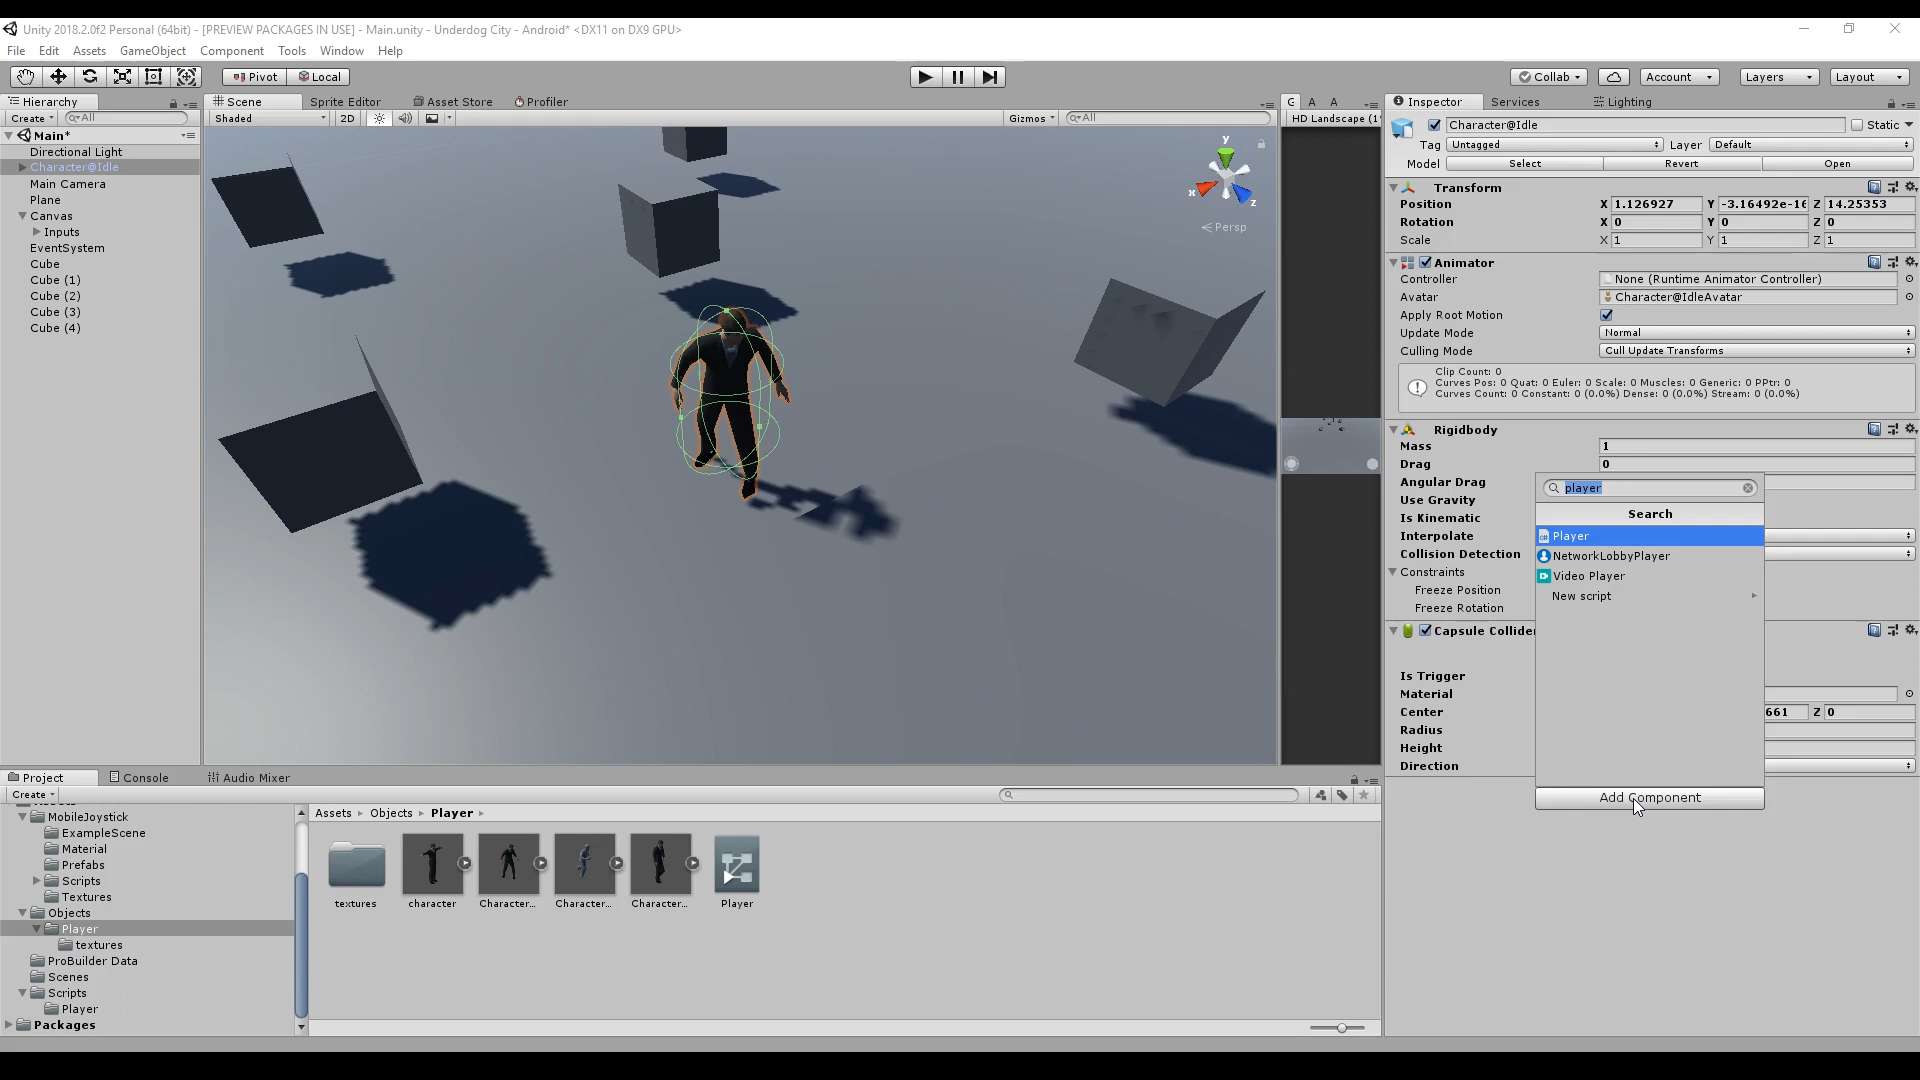 Unity 2018.2.0f2 Personal (64bit) - [PREVIEW PACKAGES IN USE] - Main.unity - Underdog City - Android* <DX11 on DX9 GPU>
File Edit Assets GameObject Component Tools Window Help
Pivot Local Collab Account Layers Layout
Hierarchy
Create All
Main*
Directional Light
Character@Idle
Main Camera
Plane
Canvas
Inputs
EventSystem
Cube
Cube (1)
Cube (2)
Cube (3)
Cube (4)
Scene Sprite Editor Asset Store Profiler
Shaded 2D Gizmos All
y
x
z
Persp
G A A
HD Landscape (1
Inspector Services Lighting
Character@Idle Static
Tag Untagged Layer Default
Model Select Revert Open
Transform
Position X 1.126927 Y -3.16492e-16 Z 14.25353
Rotation X 0 Y 0 Z 0
Scale X 1 Y 1 Z 1
Animator
Controller None (Runtime Animator Controller)
Avatar Character@IdleAvatar
Apply Root Motion
Update Mode Normal
Culling Mode Cull Update Transforms
Clip Count: 0
Curves Pos: 0 Quat: 0 Euler: 0 Scale: 0 Muscles: 0 Generic: 0 PPtr: 0
Curves Count: 0 Constant: 0 (0.0%) Dense: 0 (0.0%) Stream: 0 (0.0%)
Rigidbody
Mass 1
Drag 0
Angular Drag
Use Gravity
Is Kinematic
Interpolate
Collision Detection
Constraints
Freeze Position
Freeze Rotation
Capsule Collider
Is Trigger
Material
Center 661 Z 0
Radius
Height
Direction
player
Search
Player
NetworkLobbyPlayer
Video Player
New script
Add Component
Project Console Audio Mixer
Create
MobileJoystick
ExampleScene
Material
Prefabs
Scripts
Textures
Objects
Player
textures
ProBuilder Data
Scenes
Scripts
Player
Packages
Assets Objects Player
textures character Character... Character... Character... Player